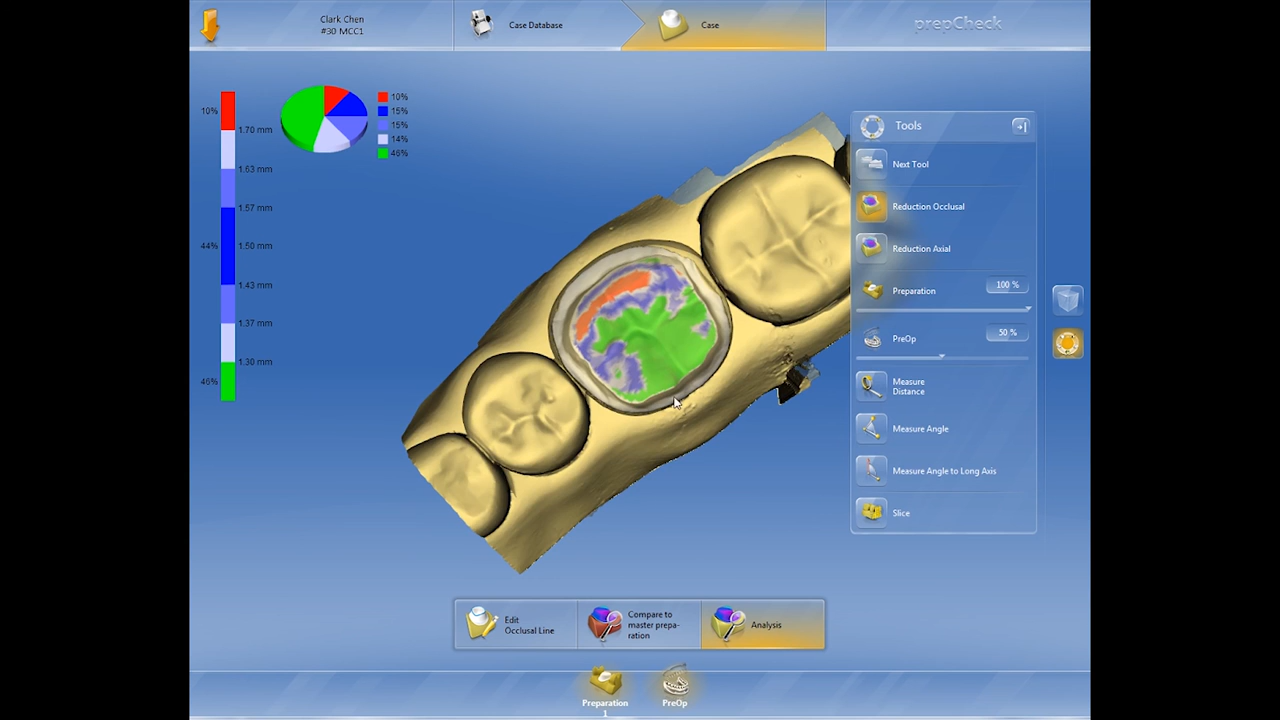 Clark Chen
#30 MCC1
Case Database
Case
prepCheck
10%
1.70 mm
1.63 mm
1.57 mm
44%
1.50 mm
1.43 mm
1.37 mm
1.30 mm
46%
10%
15%
15%
14%
46%
Tools
Next Tool
Reduction Occlusal
Reduction Axial
Preparation
100 %
PreOp
50 %
Measure
Distance
Measure Angle
Measure Angle to Long Axis
Slice
Edit
Occlusal Line
Compare to
master prepa-
ration
Analysis
Preparation
1
PreOp